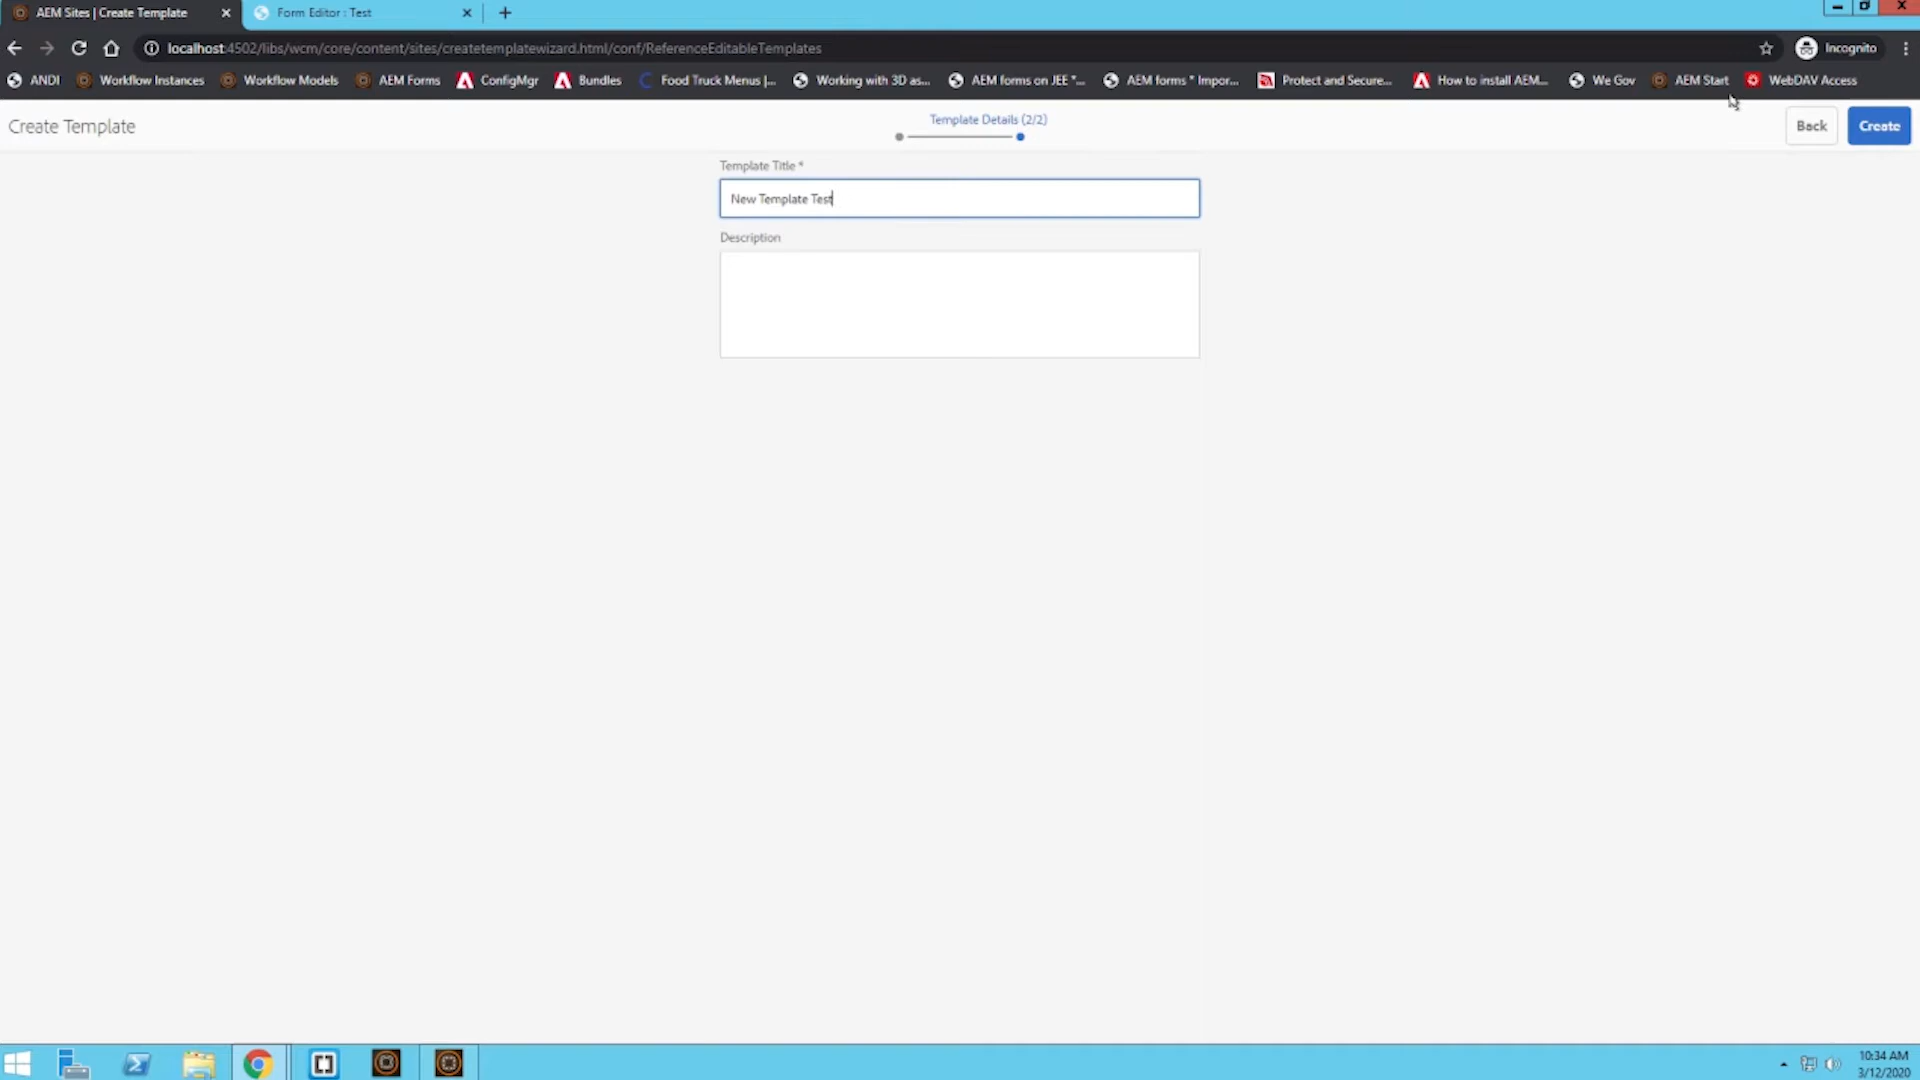 AEM Sites | Create Template
Form Editor : Test
localhost:4502/libs/wcm/core/content/sites/createtemplatewizard.html/conf/ReferenceEditableTemplates
Incognito
ANDI
Workflow Instances
Workflow Models
AEM Forms
ConfigMgr
Bundles
Food Truck Menus |...
Working with 3D as...
AEM forms on JEE "...
AEM forms * Impor...
Protect and Secure...
How to install AEM...
We Gov
AEM Start
WebDAV Access
Create Template
Template Details (2/2)
Back
Create
Template Title *
New Template Test
Description
10:34 AM
3/12/2020